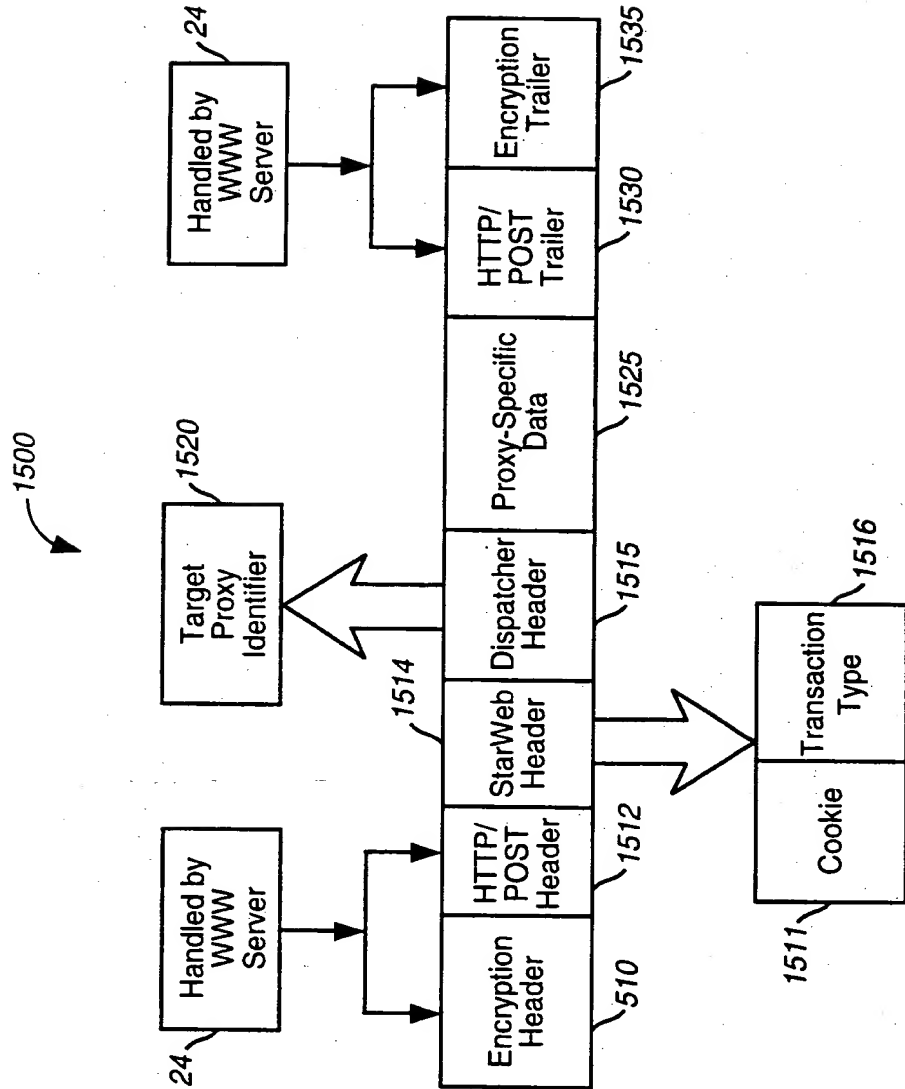 1500
24
Handled by
WWW
Server
1520
Target
Proxy
Identifier
Handled by
WWW
Server
24
1514
Encryption
Header
HTTP/
POST
Header
StarWeb
Header
Dispatcher
Header
Proxy-Specific
Data
HTTP/
POST
Trailer
Encryption
Trailer
510
1512
1515
1525
1530
1535
1511
Cookie
Transaction
Type
1516